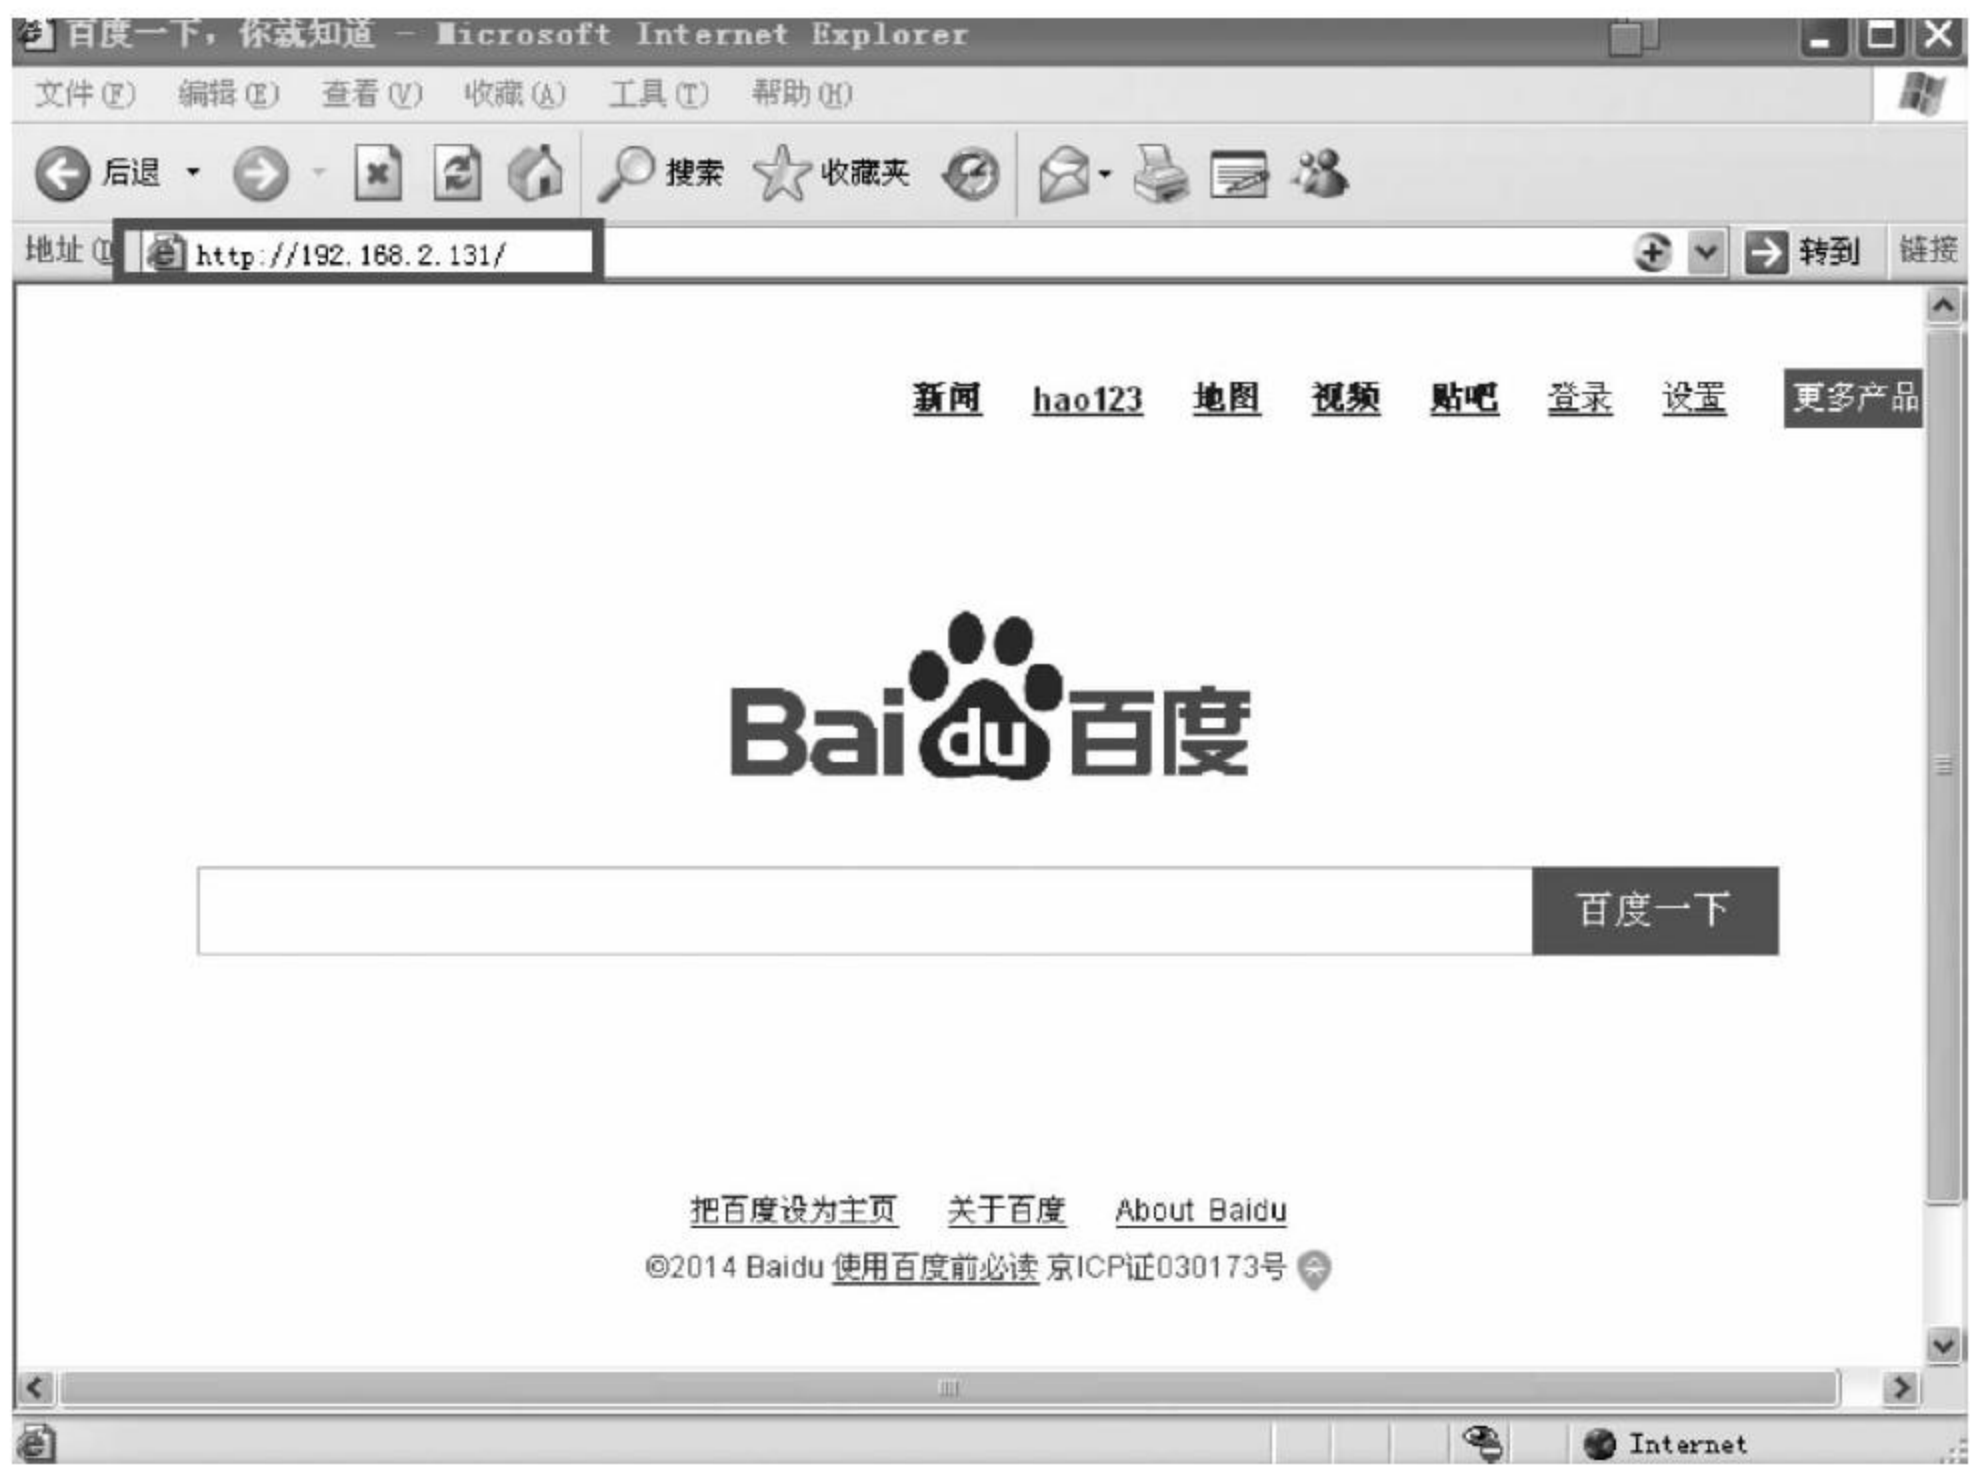 百度一下，你就知道 - Microsoft Internet Explorer
文件(F) 编辑(E) 查看(V) 收藏(A) 工具(T) 帮助(H)
后退 搜索 收藏夹
地址(D) http://192.168.2.131/ 转到 链接
新闻 hao123 地图 视频 贴吧 登录 设置 更多产品
Bai du 百度
百度一下
把百度设为主页 关于百度 About Baidu
©2014 Baidu 使用百度前必读 京ICP证030173号
Internet